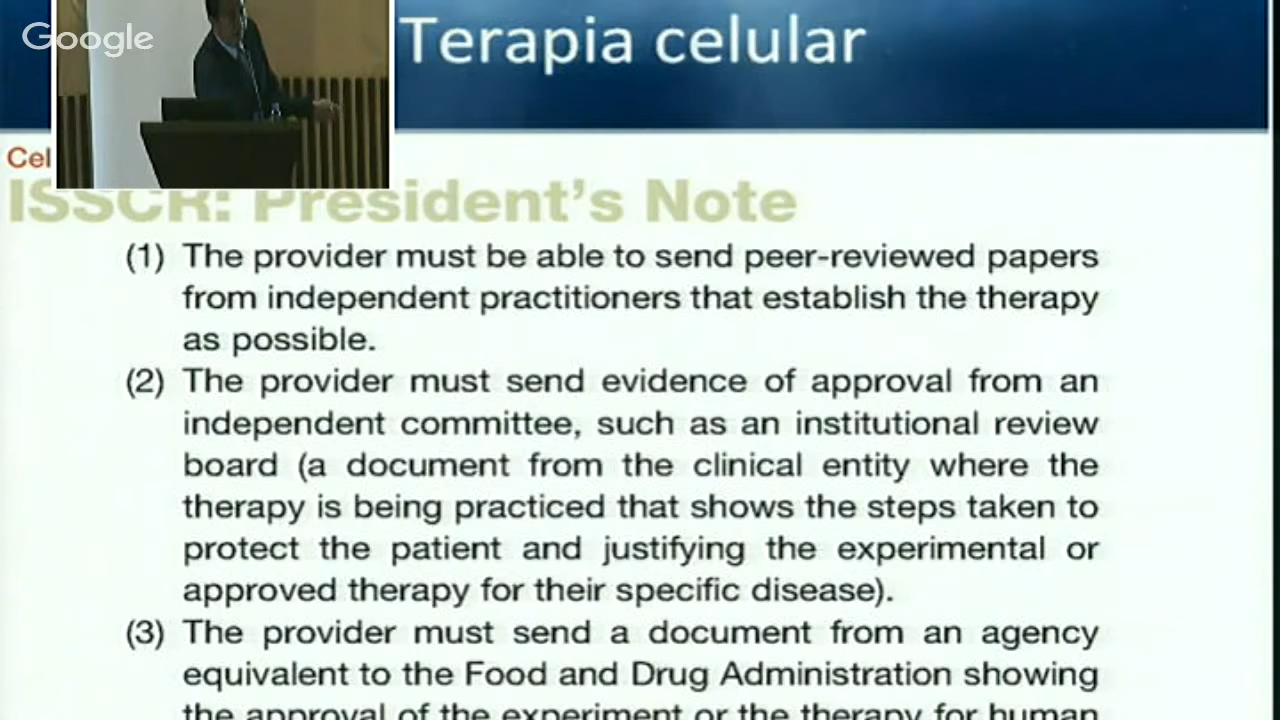 Google
Terapia celular
Cel
ISSCR: President's Note
(1) The provider must be able to send peer-reviewed papers
from independent practitioners that establish the therapy
as possible.
(2) The provider must send evidence of approval from an
independent committee, such as an institutional review
board (a document from the clinical entity where the
therapy is being practiced that shows the steps taken to
protect the patient and justifying the experimental or
approved therapy for their specific disease).
(3) The provider must send a document from an agency
equivalent to the Food and Drug Administration showing
the approval of the experiment or the therapy for human